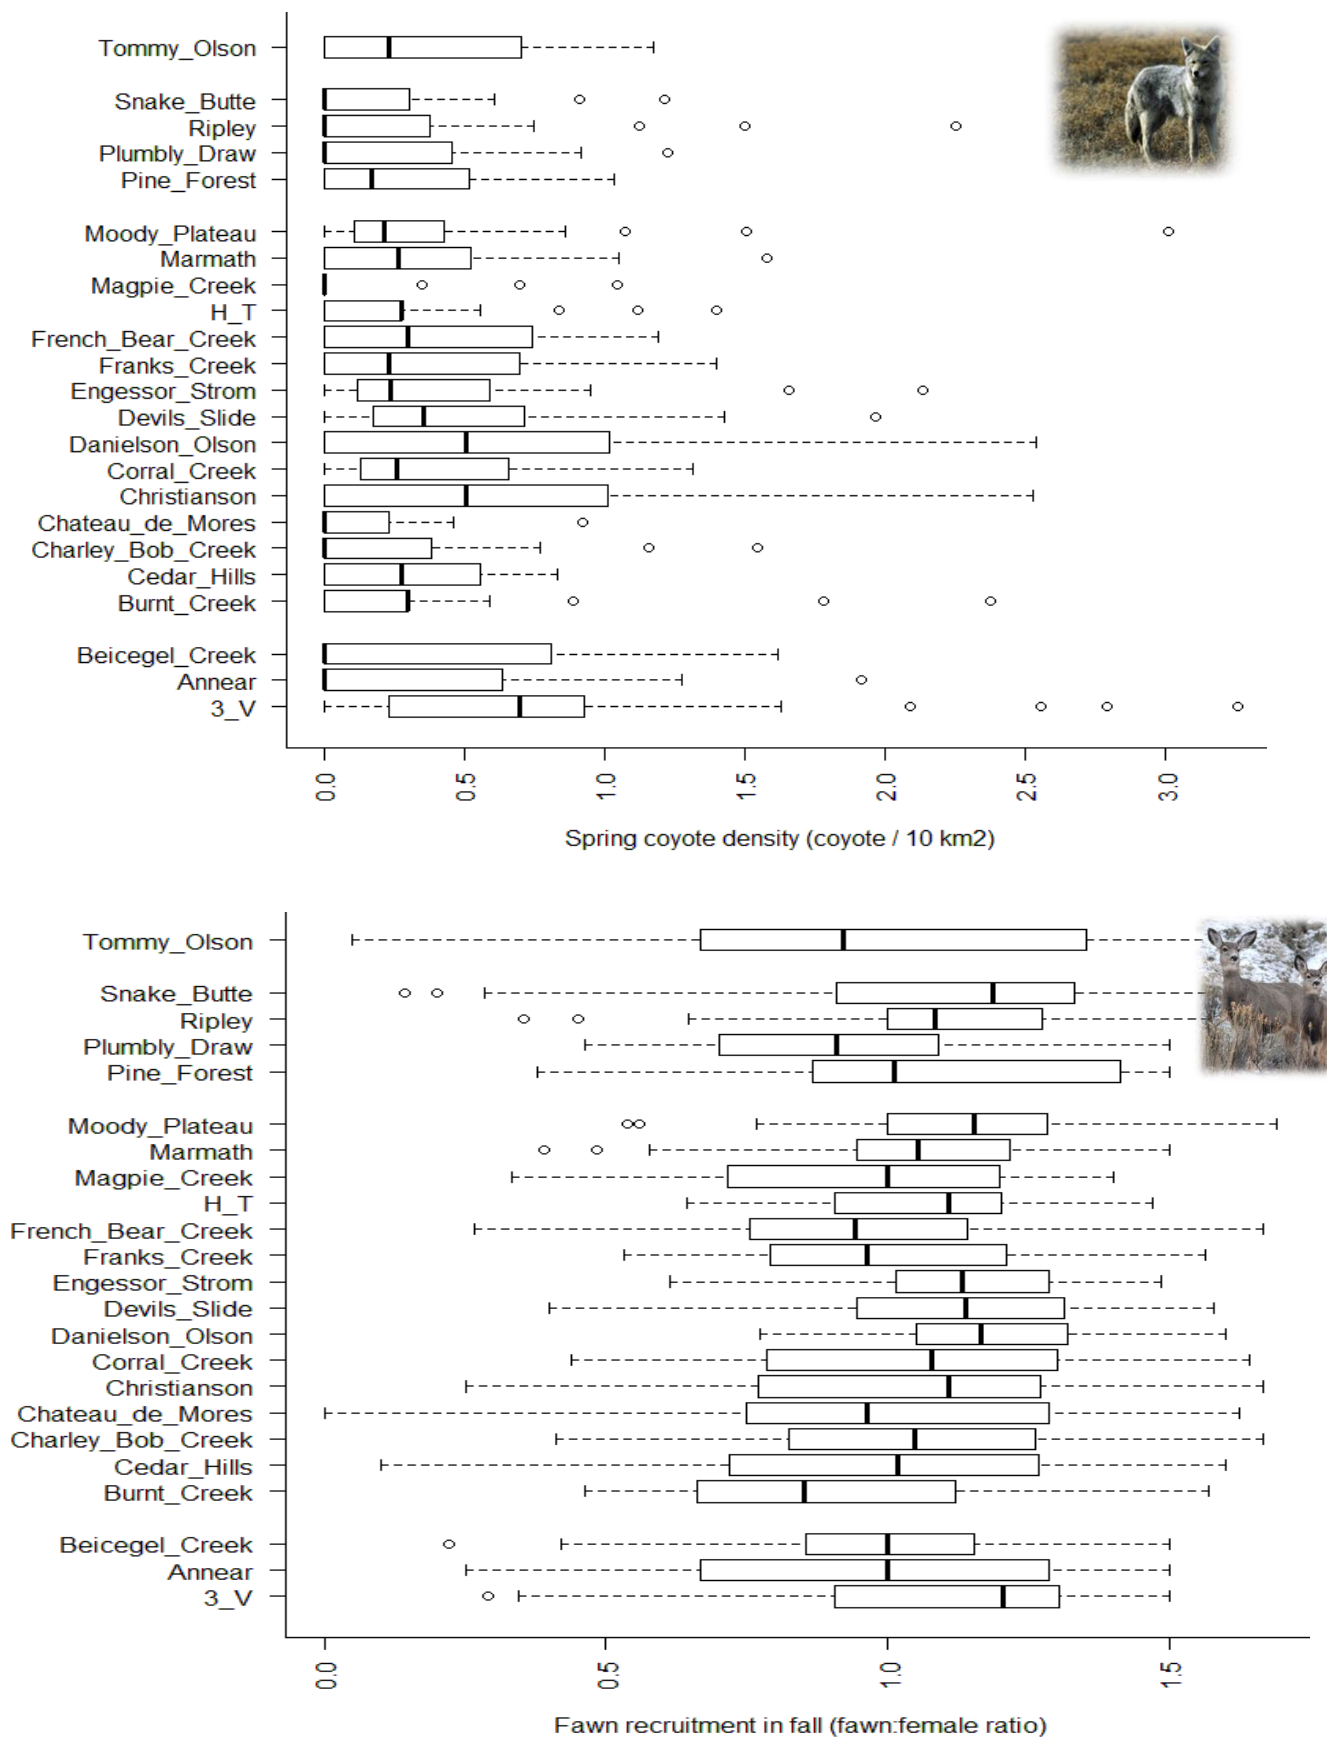 Tommy_Olson
Snake_Butte
Ripley
Plumbly_Draw
Pine_Forest
Moody_Plateau
Marmath
Magpie_Creek
H_T
French_Bear_Creek
Franks_Creek
Engessor_Strom
Devils_Slide
Danielson_Olson
Corral_Creek
Christianson
Chateau_de_Mores
Charley_Bob_Creek
Cedar_Hills
Burnt_Creek
Beicegel_Creek
Annear
3_V
0.0 0.5 1.0 1.5 2.0 2.5 3.0
Spring coyote density (coyote / 10 km2)
Tommy_Olson
Snake_Butte
Ripley
Plumbly_Draw
Pine_Forest
Moody_Plateau
Marmath
Magpie_Creek
H_T
French_Bear_Creek
Franks_Creek
Engessor_Strom
Devils_Slide
Danielson_Olson
Corral_Creek
Christianson
Chateau_de_Mores
Charley_Bob_Creek
Cedar_Hills
Burnt_Creek
Beicegel_Creek
Annear
3_V
0.0 0.5 1.0 1.5
Fawn recruitment in fall (fawn:female ratio)